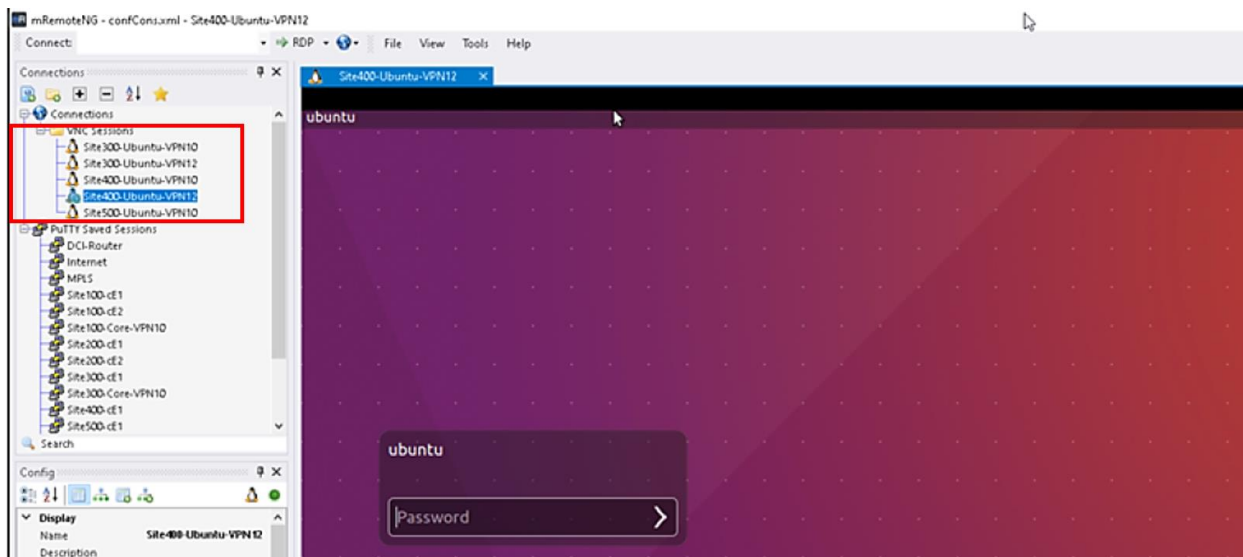 mRemoteNG - confCons.xml - Site400-Ubuntu-VPN12
Connect: RDP File View Tools Help
Connections
Site400-Ubuntu-VPN12
Connections
VNC Sessions
Site300-Ubuntu-VPN10
Site300-Ubuntu-VPN12
Site400-Ubuntu-VPN10
Site400-Ubuntu-VPN12
Site500-Ubuntu-VPN10
PuTTY Saved Sessions
DCI-Router
Internet
MPLS
Site100-cE1
Site100-cE2
Site100-Core-VPN10
Site200-cE1
Site200-cE2
Site300-cE1
Site300-Core-VPN10
Site400-cE1
Site500-cE1
Search
Config
Display
Name Site400-Ubuntu-VPN12
Description
ubuntu
ubuntu
Password